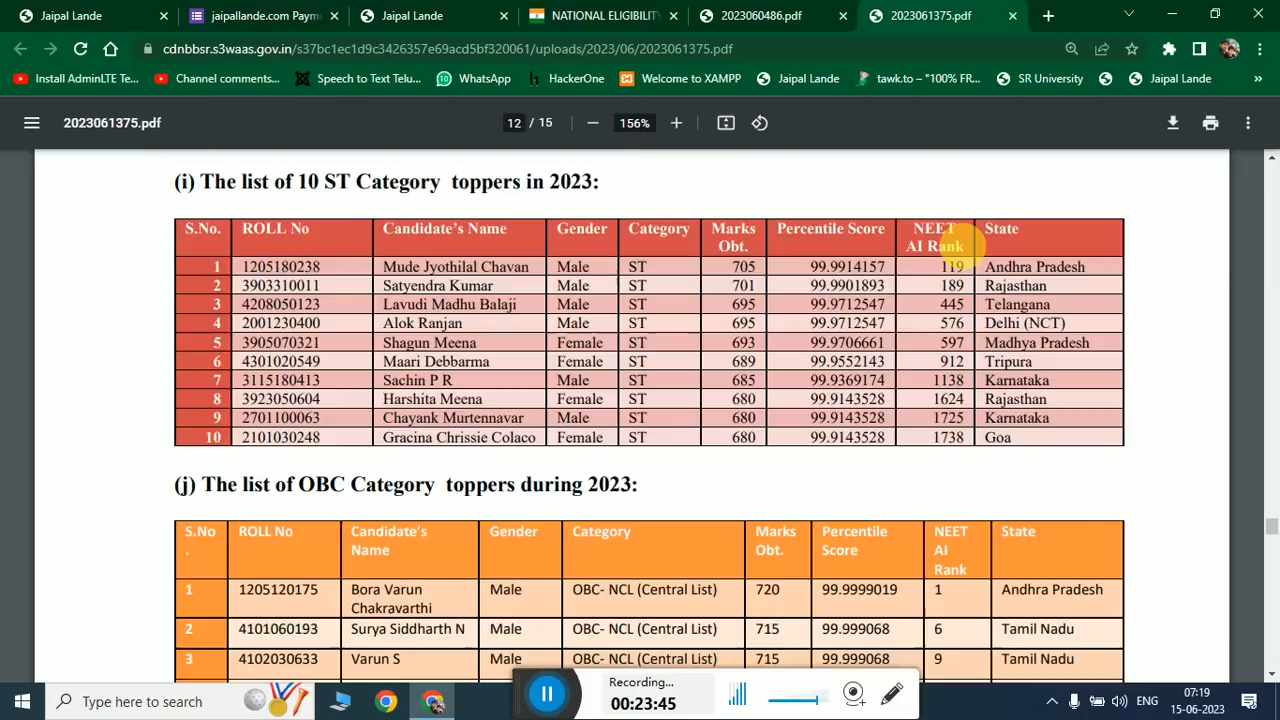 Jaipal Lande
jaipallande.com Paym
Jaipal Lande
NATIONAL ELIGIBILITY
2023060486.pdf
2023061375.pdf
cdnbbsr.s3waas.gov.in/s37bc1ec1d9c3426357e69acd5bf320061/uploads/2023/06/2023061375.pdf
Install AdminLTE Te...
Channel comments...
Speech to Text Telu...
10
WhatsApp
HackerOne
Welcome to XAMPP
Jaipal Lande
tawk.to – "100% FR...
SR University
Jaipal Lande
2023061375.pdf
12 / 15
156%
(i) The list of 10 ST Category toppers in 2023:
S.No. ROLL No Candidate's Name Gender Category Marks Obt. Percentile Score NEET AI Rank State
1 1205180238 Mude Jyothilal Chavan Male ST 705 99.9914157 119 Andhra Pradesh
2 3903310011 Satyendra Kumar Male ST 701 99.9901893 189 Rajasthan
3 4208050123 Lavudi Madhu Balaji Male ST 695 99.9712547 445 Telangana
4 2001230400 Alok Ranjan Male ST 695 99.9712547 576 Delhi (NCT)
5 3905070321 Shagun Meena Female ST 693 99.9706661 597 Madhya Pradesh
6 4301020549 Maari Debbarma Female ST 689 99.9552143 912 Tripura
7 3115180413 Sachin P R Male ST 685 99.9369174 1138 Karnataka
8 3923050604 Harshita Meena Female ST 680 99.9143528 1624 Rajasthan
9 2701100063 Chayank Murtennavar Male ST 680 99.9143528 1725 Karnataka
10 2101030248 Gracina Chrissie Colaco Female ST 680 99.9143528 1738 Goa
(j) The list of OBC Category toppers during 2023:
S.No . ROLL No Candidate's Name Gender Category Marks Obt. Percentile Score NEET AI Rank State
1 1205120175 Bora Varun Chakravarthi Male OBC- NCL (Central List) 720 99.9999019 1 Andhra Pradesh
2 4101060193 Surya Siddharth N Male OBC- NCL (Central List) 715 99.999068 6 Tamil Nadu
3 4102030633 Varun S Male OBC- NCL (Central List) 715 99.999068 9 Tamil Nadu
Recording...
00:23:45
Type here to search
ENG
07:19
15-06-2023